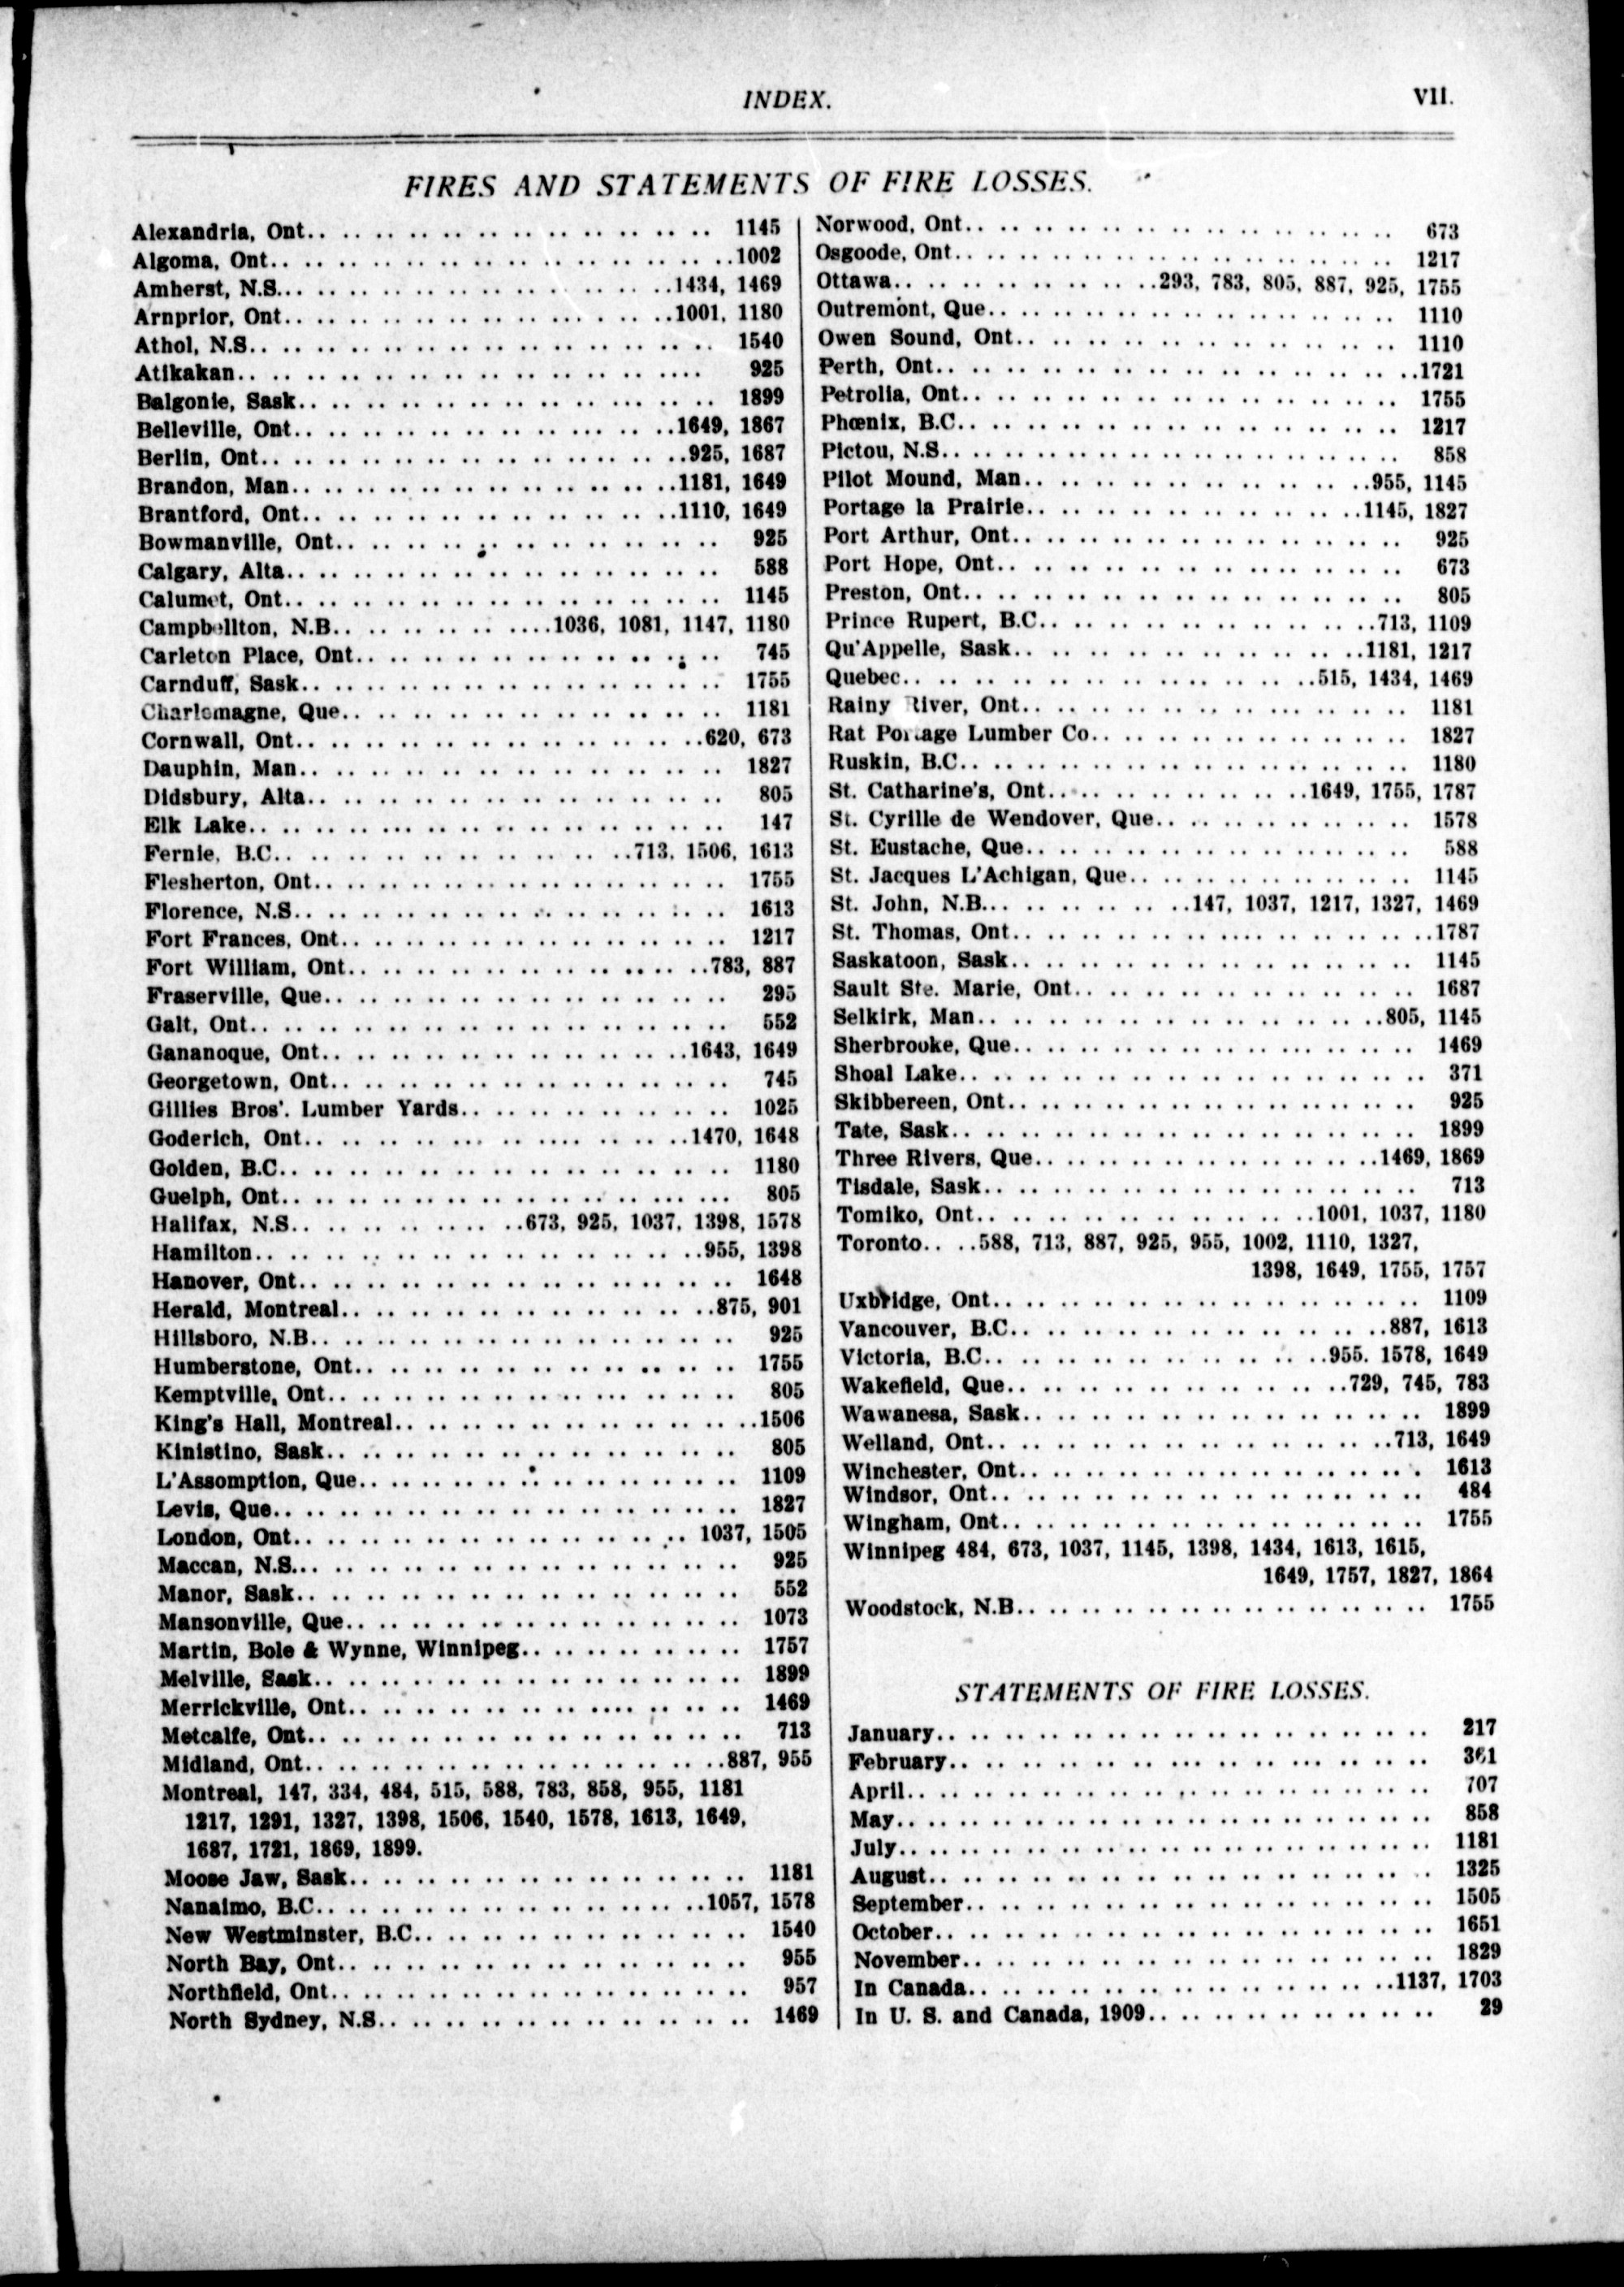 INDEX.
VII.
FIRES AND STATEMENTS OF FIRE LOSSES.
Alexandria, Ont. 1145
Algoma, Ont. 1002
Amherst, N.S. 1434, 1469
Arnprior, Ont. 1001, 1180
Athol, N.S. 1540
Atikakan. 925
Balgonie, Sask. 1899
Belleville, Ont. 1649, 1867
Berlin, Ont. 925, 1687
Brandon, Man. 1181, 1649
Brantford, Ont. 1110, 1649
Bowmanville, Ont. 925
Calgary, Alta. 588
Calumet, Ont. 1145
Campbellton, N.B. 1036, 1081, 1147, 1180
Carleton Place, Ont. 745
Carnduff, Sask. 1755
Charlemagne, Que. 1181
Cornwall, Ont. 620, 673
Dauphin, Man. 1827
Didsbury, Alta. 805
Elk Lake. 147
Fernie, B.C. 713, 1506, 1613
Flesherton, Ont. 1755
Florence, N.S. 1613
Fort Frances, Ont. 1217
Fort William, Ont. 783, 887
Fraserville, Que. 295
Galt, Ont. 552
Gananoque, Ont. 1643, 1649
Georgetown, Ont. 745
Gillies Bros'. Lumber Yards. 1025
Goderich, Ont. 1470, 1648
Golden, B.C. 1180
Guelph, Ont. 805
Halifax, N.S. 673, 925, 1037, 1398, 1578
Hamilton. 955, 1398
Hanover, Ont. 1648
Herald, Montreal. 875, 901
Hillsboro, N.B. 925
Humberstone, Ont. 1755
Kemptville, Ont. 805
King's Hall, Montreal. 1506
Kinistino, Sask. 805
L'Assomption, Que. 1109
Levis, Que. 1827
London, Ont. 1037, 1505
Maccan, N.S. 925
Manor, Sask. 552
Mansonville, Que. 1073
Martin, Bole & Wynne, Winnipeg. 1757
Melville, Sask. 1899
Merrickville, Ont. 1469
Metcalfe, Ont. 713
Midland, Ont. 887, 955
Montreal, 147, 334, 484, 515, 588, 783, 858, 955, 1181
1217, 1291, 1327, 1398, 1506, 1540, 1578, 1613, 1649,
1687, 1721, 1869, 1899.
Moose Jaw, Sask. 1181
Nanaimo, B.C. 1057, 1578
New Westminster, B.C. 1540
North Bay, Ont. 955
Northfield, Ont. 957
North Sydney, N.S. 1469
Norwood, Ont. 673
Osgoode, Ont. 1217
Ottawa. 293, 783, 805, 887, 925, 1755
Outremont, Que. 1110
Owen Sound, Ont. 1110
Perth, Ont. 1721
Petrolia, Ont. 1755
Phœnix, B.C. 1217
Pictou, N.S. 858
Pilot Mound, Man. 955, 1145
Portage la Prairie. 1145, 1827
Port Arthur, Ont. 925
Port Hope, Ont. 673
Preston, Ont. 805
Prince Rupert, B.C. 713, 1109
Qu'Appelle, Sask. 1181, 1217
Quebec. 515, 1434, 1469
Rainy River, Ont. 1181
Rat Portage Lumber Co. 1827
Ruskin, B.C. 1180
St. Catharine's, Ont. 1649, 1755, 1787
St. Cyrille de Wendover, Que. 1578
St. Eustache, Que. 588
St. Jacques L'Achigan, Que. 1145
St. John, N.B. 147, 1037, 1217, 1327, 1469
St. Thomas, Ont. 1787
Saskatoon, Sask. 1145
Sault Ste. Marie, Ont. 1687
Selkirk, Man. 805, 1145
Sherbrooke, Que. 1469
Shoal Lake. 371
Skibbereen, Ont. 925
Tate, Sask. 1899
Three Rivers, Que. 1469, 1869
Tisdale, Sask. 713
Tomiko, Ont. 1001, 1037, 1180
Toronto. 588, 713, 887, 925, 955, 1002, 1110, 1327,
1398, 1649, 1755, 1757
Uxbridge, Ont. 1109
Vancouver, B.C. 887, 1613
Victoria, B.C. 955. 1578, 1649
Wakefield, Que. 729, 745, 783
Wawanesa, Sask. 1899
Welland, Ont. 713, 1649
Winchester, Ont. 1613
Windsor, Ont. 484
Wingham, Ont. 1755
Winnipeg 484, 673, 1037, 1145, 1398, 1434, 1613, 1615,
1649, 1757, 1827, 1864
Woodstock, N.B. 1755
STATEMENTS OF FIRE LOSSES.
January. 217
February. 361
April. 707
May. 858
July. 1181
August. 1325
September. 1505
October. 1651
November. 1829
In Canada. 1137, 1703
In U. S. and Canada, 1909. 29